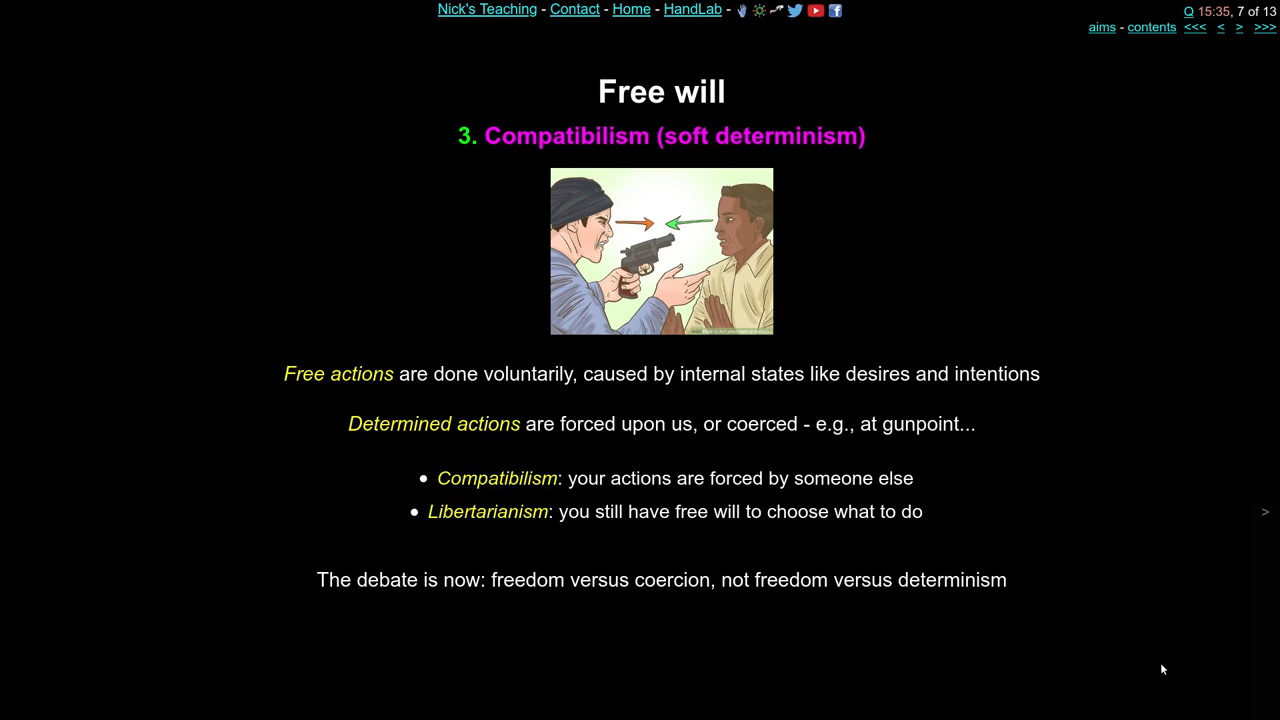 Nick's Teaching - Contact - Home - HandLab -
Q 15:35, 7 of 13
aims - contents <<< < > >>>
Free will
3. Compatibilism (soft determinism)
Free actions are done voluntarily, caused by internal states like desires and intentions
Determined actions are forced upon us, or coerced - e.g., at gunpoint...
• Compatibilism: your actions are forced by someone else
• Libertarianism: you still have free will to choose what to do
>
The debate is now: freedom versus coercion, not freedom versus determinism